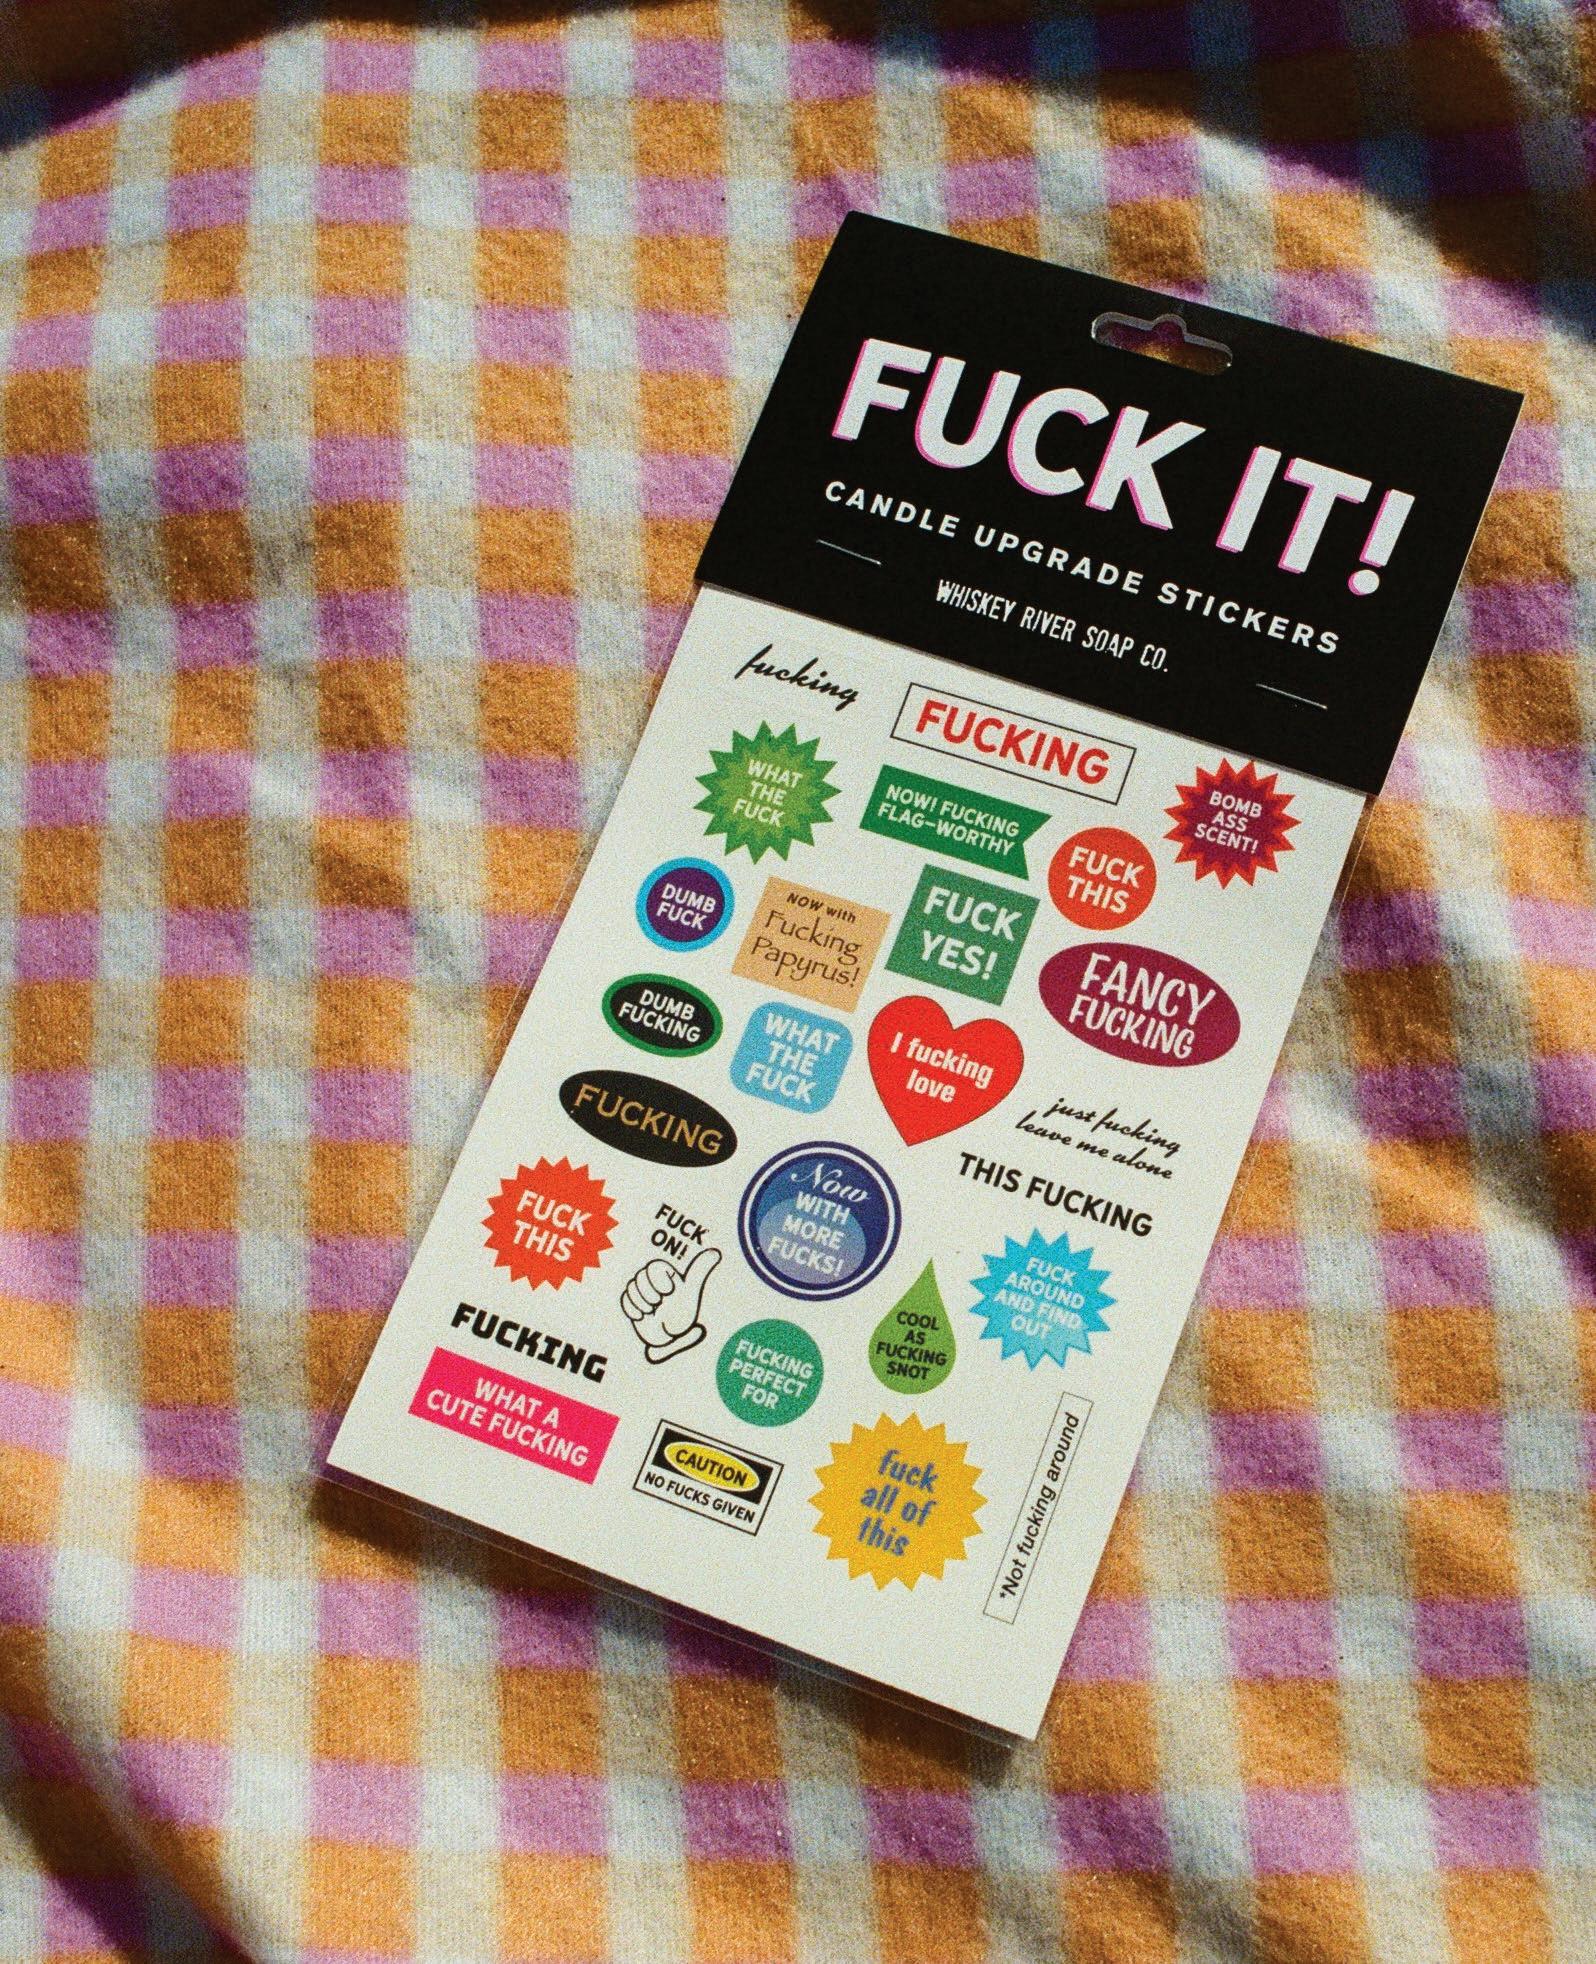 FUCK IT!
CANDLE UPGRADE STICKERS
WHISKEY RIVER SOAP CO.
fucking
FUCKING
WHAT
THE
FUCK
NOW! FUCKING
FLAG-WORTHY
BOMB
ASS
SCENT!
FUCK
THIS
DUMB
FUCK
NOW with
Fucking
Papyrus!
FUCK
YES!
FANCY
FUCKING
DUMB
FUCKING
WHAT
THE
FUCK
I fucking
love
FUCKING
just fucking
leave me alone
THIS FUCKING
Now
WITH
MORE
FUCKS!
FUCK
THIS
FUCK
ON!
FUCK
AROUND
AND FIND
OUT
COOL
AS
FUCKING
SNOT
FUCKING
FUCKING
PERFECT
FOR
WHAT A
CUTE FUCKING
CAUTION
NO FUCKS GIVEN
fuck
all of
this
*Not fucking around